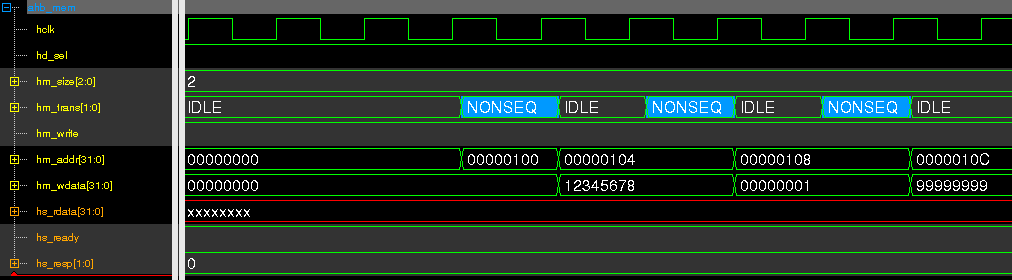 ahb_mem
hclk
hd_sel
hm_size[2:0] 2
hm_trans[1:0] IDLE NONSEQ IDLE NONSEQ IDLE NONSEQ IDLE
hm_write
hm_addr[31:0] 00000000 00000100 00000104 00000108 0000010C
hm_wdata[31:0] 00000000 12345678 00000001 99999999
hs_rdata[31:0] xxxxxxxx
hs_ready
hs_resp[1:0] 0